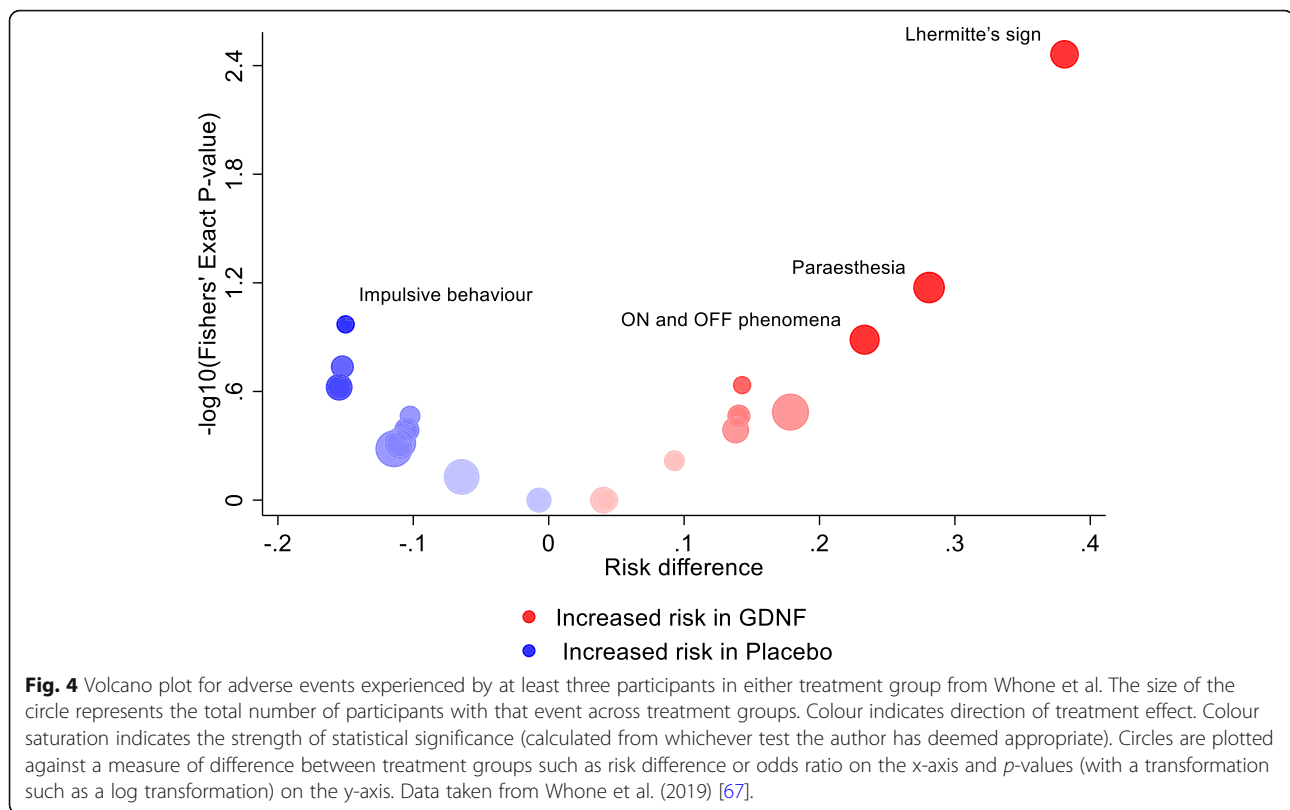 Lhermitte's sign
2.4
1.8
Paraesthesia
1.2
Impulsive behaviour
ON and OFF phenomena
.6
0
-log10(Fishers' Exact P-value)
-.2 -.1 0 .1 .2 .3 .4
Risk difference
Increased risk in GDNF
Increased risk in Placebo
Fig. 4 Volcano plot for adverse events experienced by at least three participants in either treatment group from Whone et al. The size of the
circle represents the total number of participants with that event across treatment groups. Colour indicates direction of treatment effect. Colour
saturation indicates the strength of statistical significance (calculated from whichever test the author has deemed appropriate). Circles are plotted
against a measure of difference between treatment groups such as risk difference or odds ratio on the x-axis and p-values (with a transformation
such as a log transformation) on the y-axis. Data taken from Whone et al. (2019) [67].